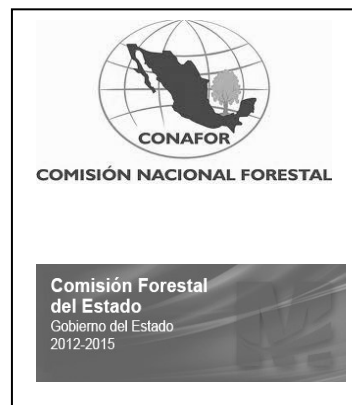 CONAFOR
COMISIÓN NACIONAL FORESTAL
Comisión Forestal
del Estado
Gobierno del Estado
2012-2015